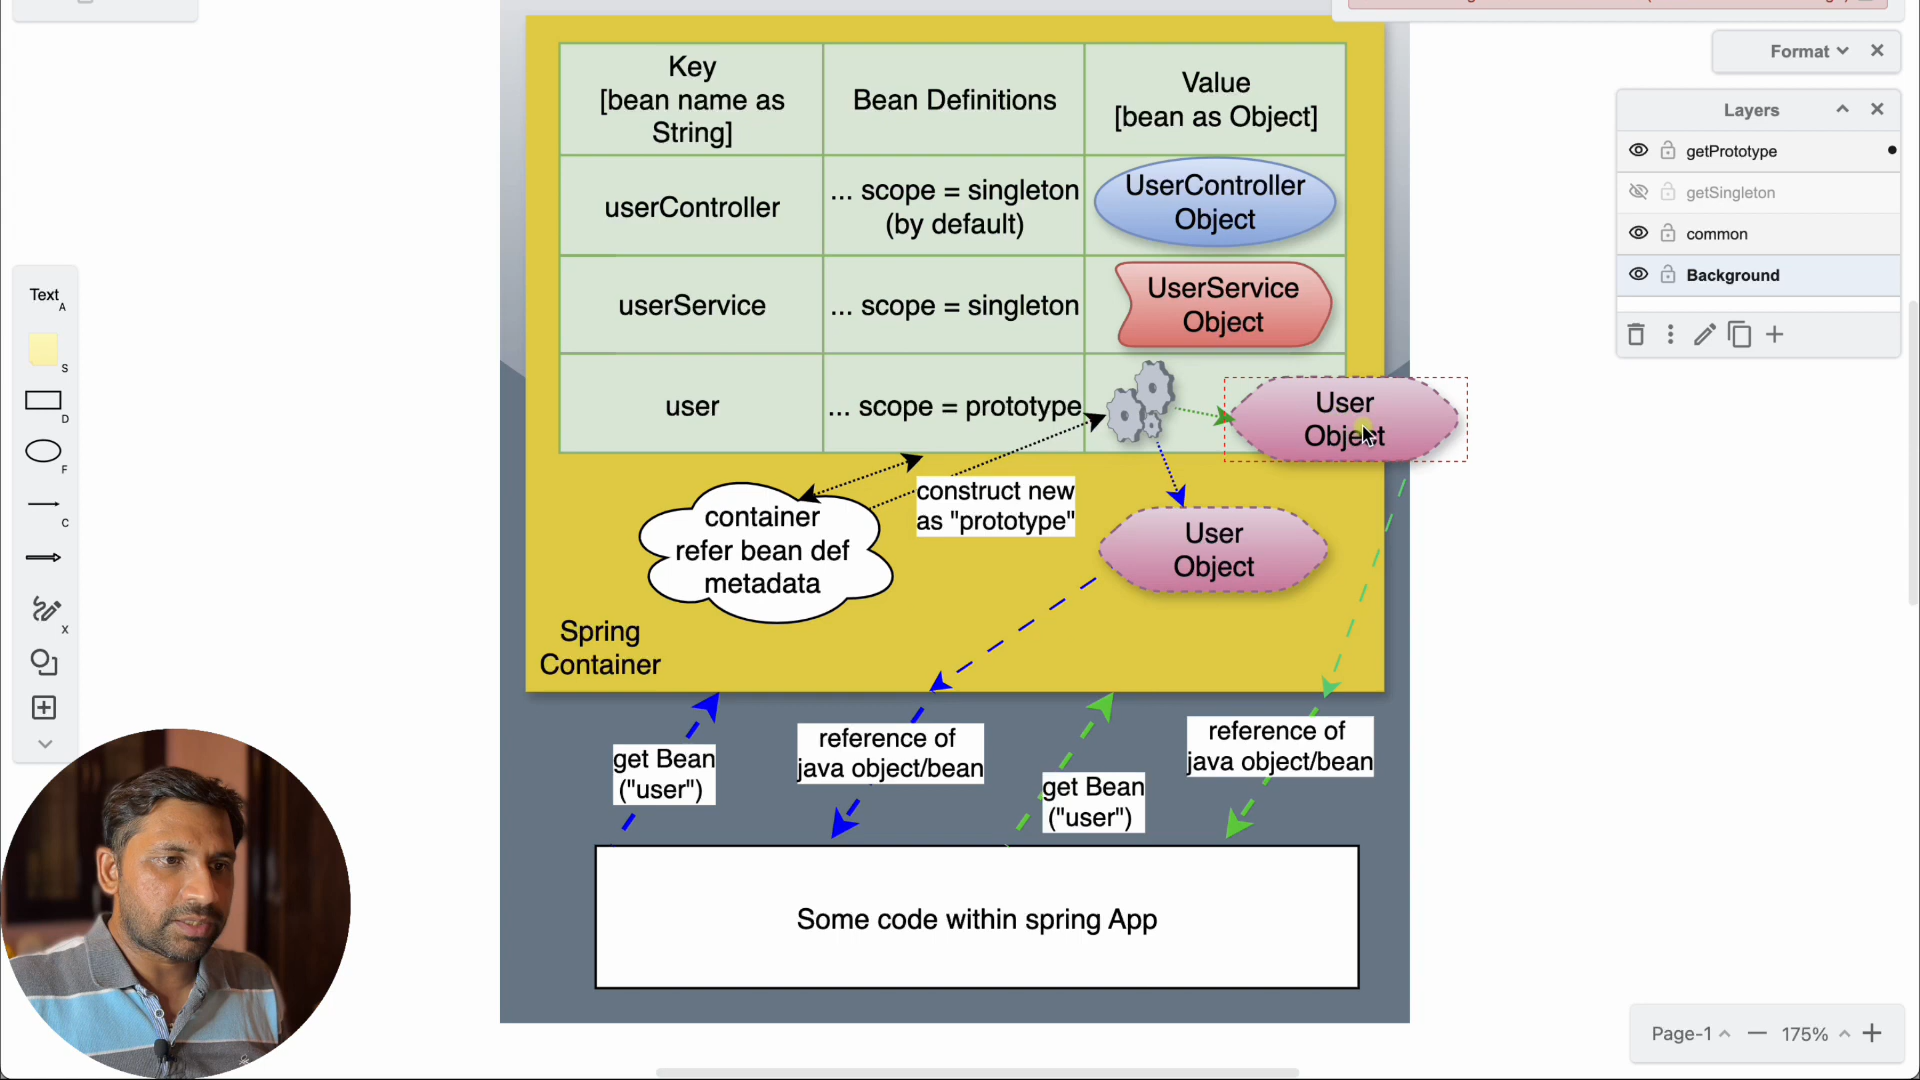 Key
[bean name as
String]
Bean Definitions
Value
[bean as Object]
userController
... scope = singleton
(by default)
UserController
Object
userService
... scope = singleton
UserService
Object
user
... scope = prototype
User
Object
construct new
as "prototype"
container
refer bean def
metadata
User
Object
Spring
Container
get Bean
("user")
reference of
java object/bean
get Bean
("user")
reference of
java object/bean
Some code within spring App
Text
A
S
D
F
C
X
Format
Layers
getPrototype
getSingleton
common
Background
Page-1
175%